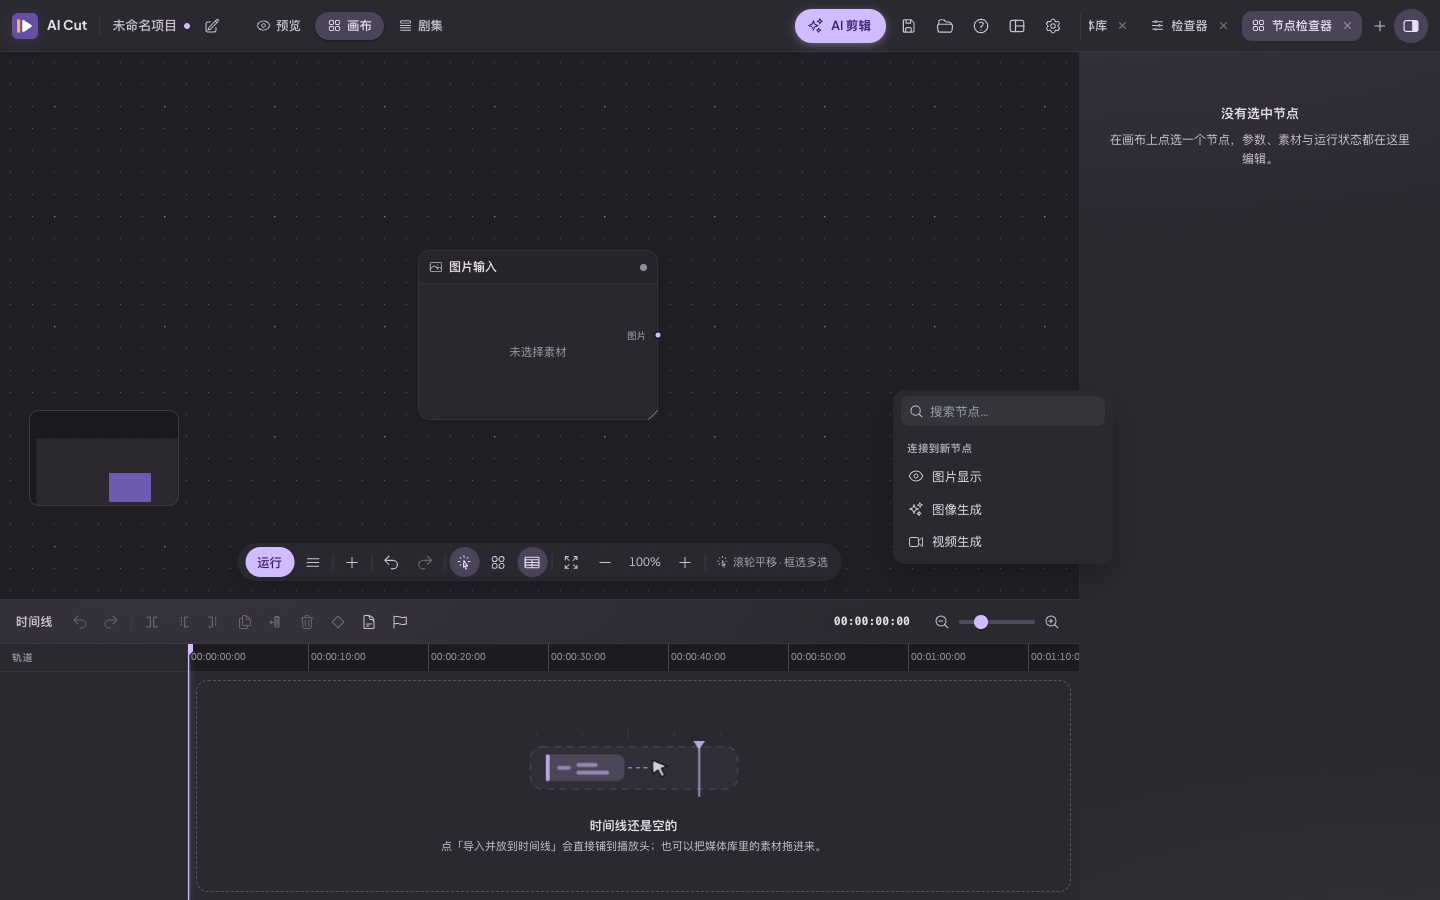 AI Cut
未命名项目
预览
画布
剧集
AI 剪辑
体库
检查器
节点检查器
没有选中节点
在画布上点选一个节点，参数、素材与运行状态都在这里
编辑。
图片输入
图片
未选择素材
搜索节点...
连接到新节点
图片显示
图像生成
视频生成
运行
100%
滚轮平移 · 框选多选
时间线
00:00:00:00
轨道
00:00:00:00
00:00:10:00
00:00:20:00
00:00:30:00
00:00:40:00
00:00:50:00
00:01:00:00
00:01:10:0
时间线还是空的
点「导入并放到时间线」会直接铺到播放头；也可以把媒体库里的素材拖进来。